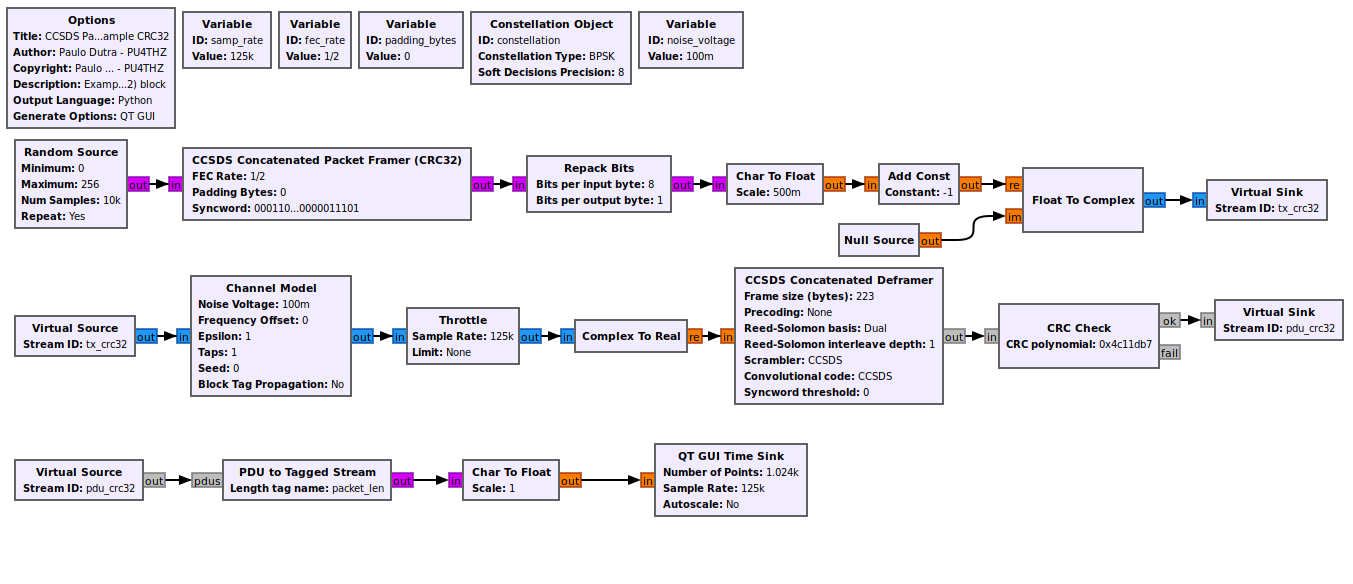 Options
Title: CCSDS Pa...ample CRC32
Author: Paulo Dutra - PU4THZ
Copyright: Paulo ... - PU4THZ
Description: Examp...2) block
Output Language: Python
Generate Options: QT GUI
Variable
ID: samp_rate
Value: 125k
Variable
ID: fec_rate
Value: 1/2
Variable
ID: padding_bytes
Value: 0
Constellation Object
ID: constellation
Constellation Type: BPSK
Soft Decisions Precision: 8
Variable
ID: noise_voltage
Value: 100m
Random Source
Minimum: 0
Maximum: 256
Num Samples: 10k
Repeat: Yes
out
in
CCSDS Concatenated Packet Framer (CRC32)
FEC Rate: 1/2
Padding Bytes: 0
Syncword: 000110...0000011101
out
in
Repack Bits
Bits per input byte: 8
Bits per output byte: 1
out
in
Char To Float
Scale: 500m
out
in
Add Const
Constant: -1
out
Null Source
out
re
im
Float To Complex
out
in
Virtual Sink
Stream ID: tx_crc32
Virtual Source
Stream ID: tx_crc32
out
in
Channel Model
Noise Voltage: 100m
Frequency Offset: 0
Epsilon: 1
Taps: 1
Seed: 0
Block Tag Propagation: No
out
in
Throttle
Sample Rate: 125k
Limit: None
out
in
Complex To Real
re
in
CCSDS Concatenated Deframer
Frame size (bytes): 223
Precoding: None
Reed-Solomon basis: Dual
Reed-Solomon interleave depth: 1
Scrambler: CCSDS
Convolutional code: CCSDS
Syncword threshold: 0
out
in
CRC Check
CRC polynomial: 0x4c11db7
ok
fail
in
Virtual Sink
Stream ID: pdu_crc32
Virtual Source
Stream ID: pdu_crc32
out
pdus
PDU to Tagged Stream
Length tag name: packet_len
out
in
Char To Float
Scale: 1
out
in
QT GUI Time Sink
Number of Points: 1.024k
Sample Rate: 125k
Autoscale: No